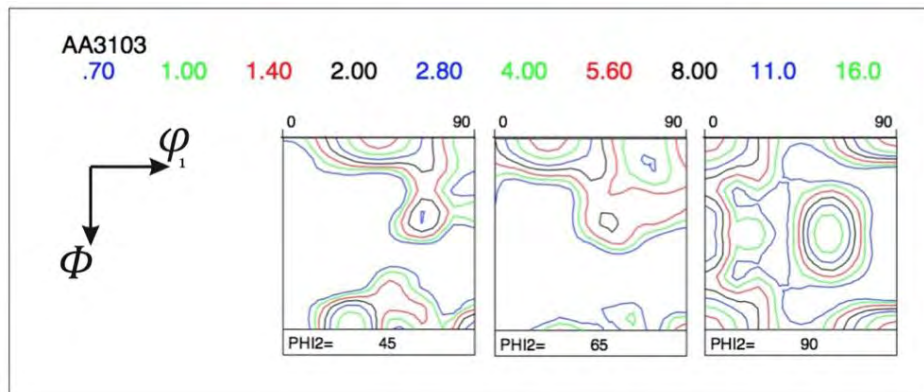 AA3103
.70 1.00 1.40 2.00 2.80 4.00 5.60 8.00 11.0 16.0
0 90 0 90 0 90
φ1
Φ
PHI2= 45 PHI2= 65 PHI2= 90